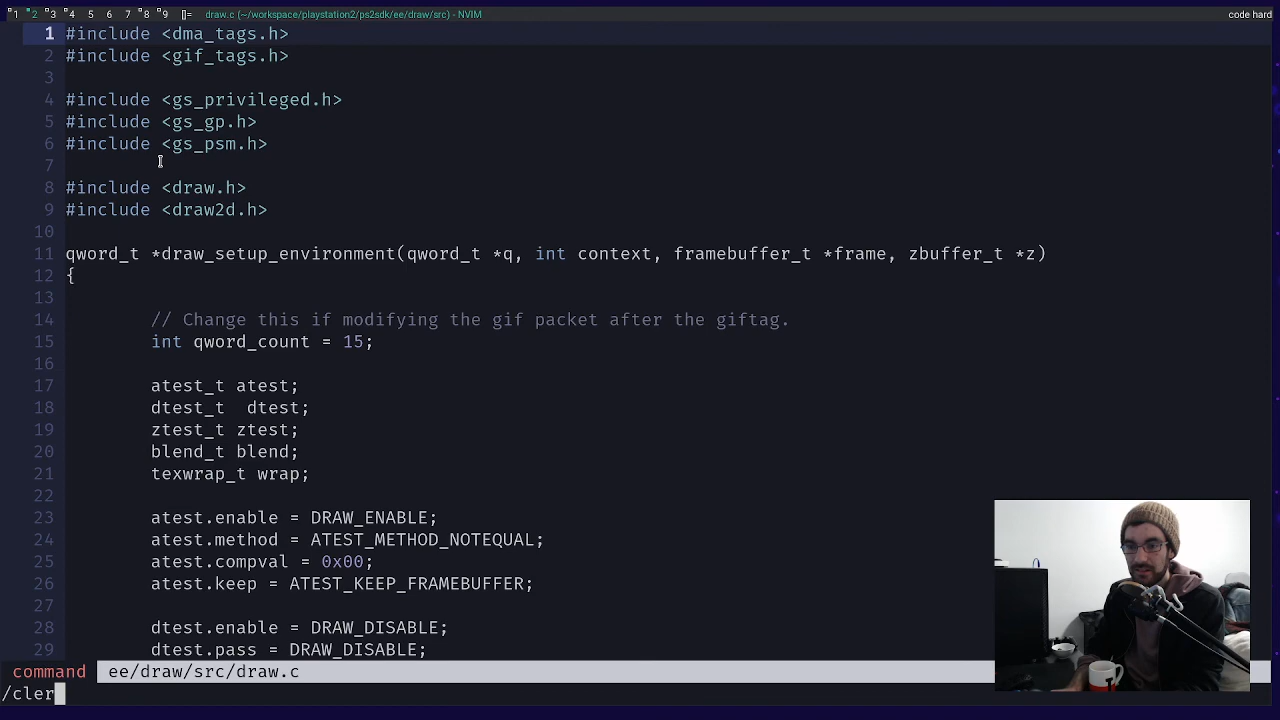 1 2 3 4 5 6 7 8 9 []= draw.c (~/workspace/playstation2/ps2sdk/ee/draw/src) - NVIM code hard
1 #include <dma_tags.h>
2 #include <gif_tags.h>
3
4 #include <gs_privileged.h>
5 #include <gs_gp.h>
6 #include <gs_psm.h>
7
8 #include <draw.h>
9 #include <draw2d.h>
10
11 qword_t *draw_setup_environment(qword_t *q, int context, framebuffer_t *frame, zbuffer_t *z)
12 {
13
14 // Change this if modifying the gif packet after the giftag.
15 int qword_count = 15;
16
17 atest_t atest;
18 dtest_t  dtest;
19 ztest_t ztest;
20 blend_t blend;
21 texwrap_t wrap;
22
23 atest.enable = DRAW_ENABLE;
24 atest.method = ATEST_METHOD_NOTEQUAL;
25 atest.compval = 0x00;
26 atest.keep = ATEST_KEEP_FRAMEBUFFER;
27
28 dtest.enable = DRAW_DISABLE;
29 dtest.pass = DRAW_DISABLE;
command ee/draw/src/draw.c
/cler